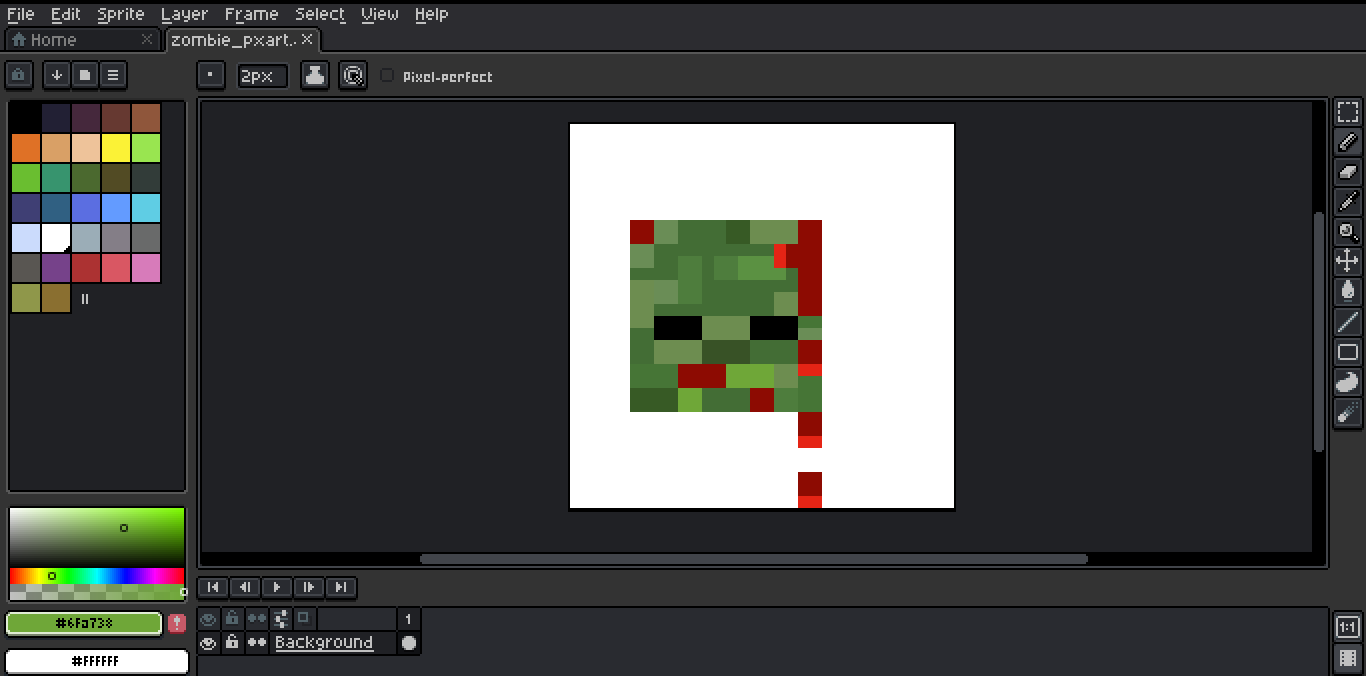 File Edit Sprite Layer Frame Select View Help
Home zombie_pxart..
2px Pixel-perfect
#6fa738
1
Background
#FFFFFF
1:1